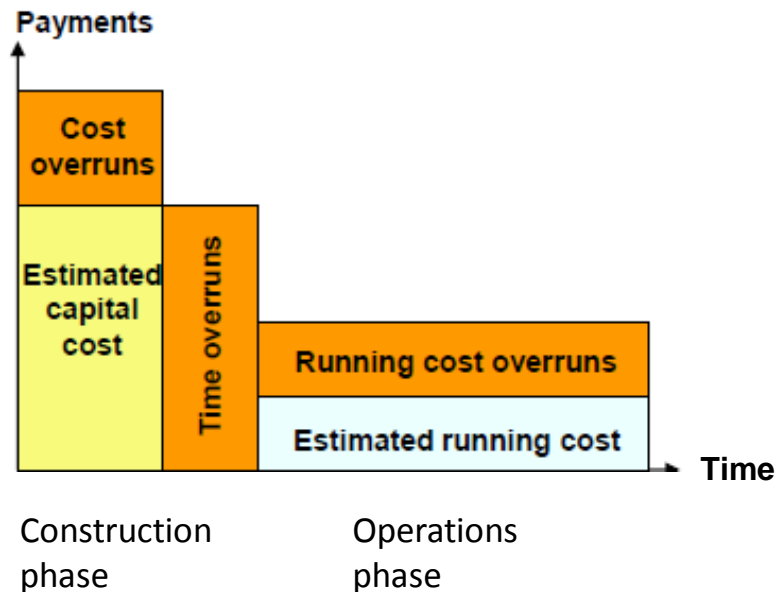 Payments
Cost
overruns
Estimated
capital
cost
Time overruns
Running cost overruns
Estimated running cost
Time
Construction
phase
Operations
phase